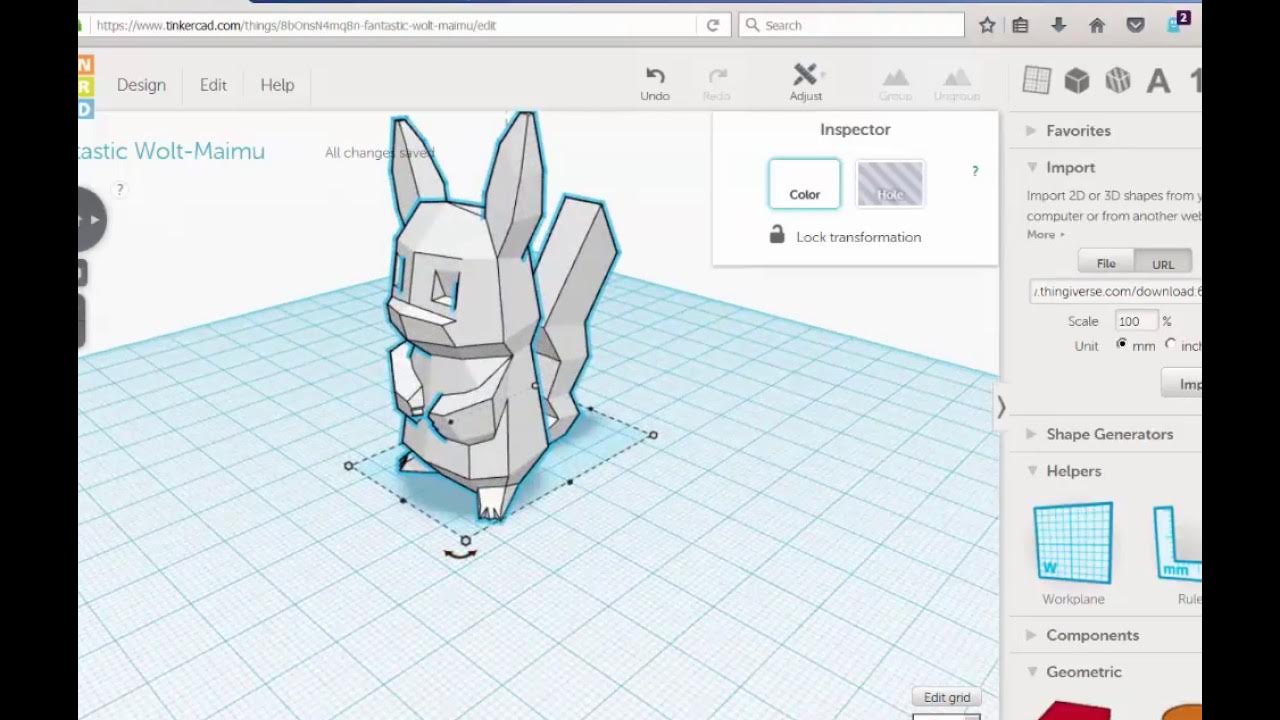 https://www.tinkercad.com/things/8bOnsN4mq8n-fantastic-wolt-maimu/edit
Search
2
N
R
D
Design
Edit
Help
Undo
Redo
Adjust
Group
Ungroup
A
1
tastic Wolt-Maimu
All changes saved
?
Inspector
Color
Hole
?
Lock transformation
Favorites
Import
Import 2D or 3D shapes from y
computer or from another web
More
File
URL
.thingiverse.com/download:6
Scale
100
%
Unit
mm
inch
Imp
Shape Generators
Helpers
W
mm
Workplane
Rule
Components
Geometric
Edit grid